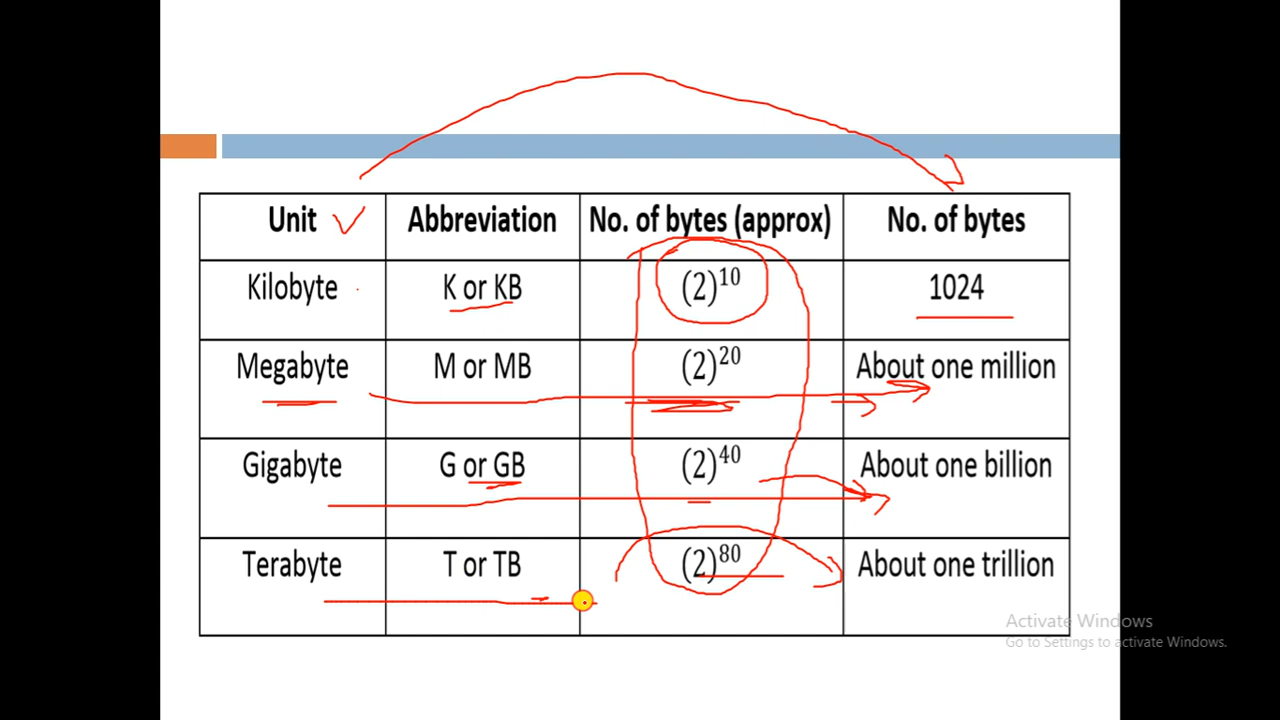 Unit Abbreviation No. of bytes (approx) No. of bytes
Kilobyte K or KB (2)^10 1024
Megabyte M or MB (2)^20 About one million
Gigabyte G or GB (2)^40 About one billion
Terabyte T or TB (2)^80 About one trillion
Activate Windows
Go to Settings to activate Windows.